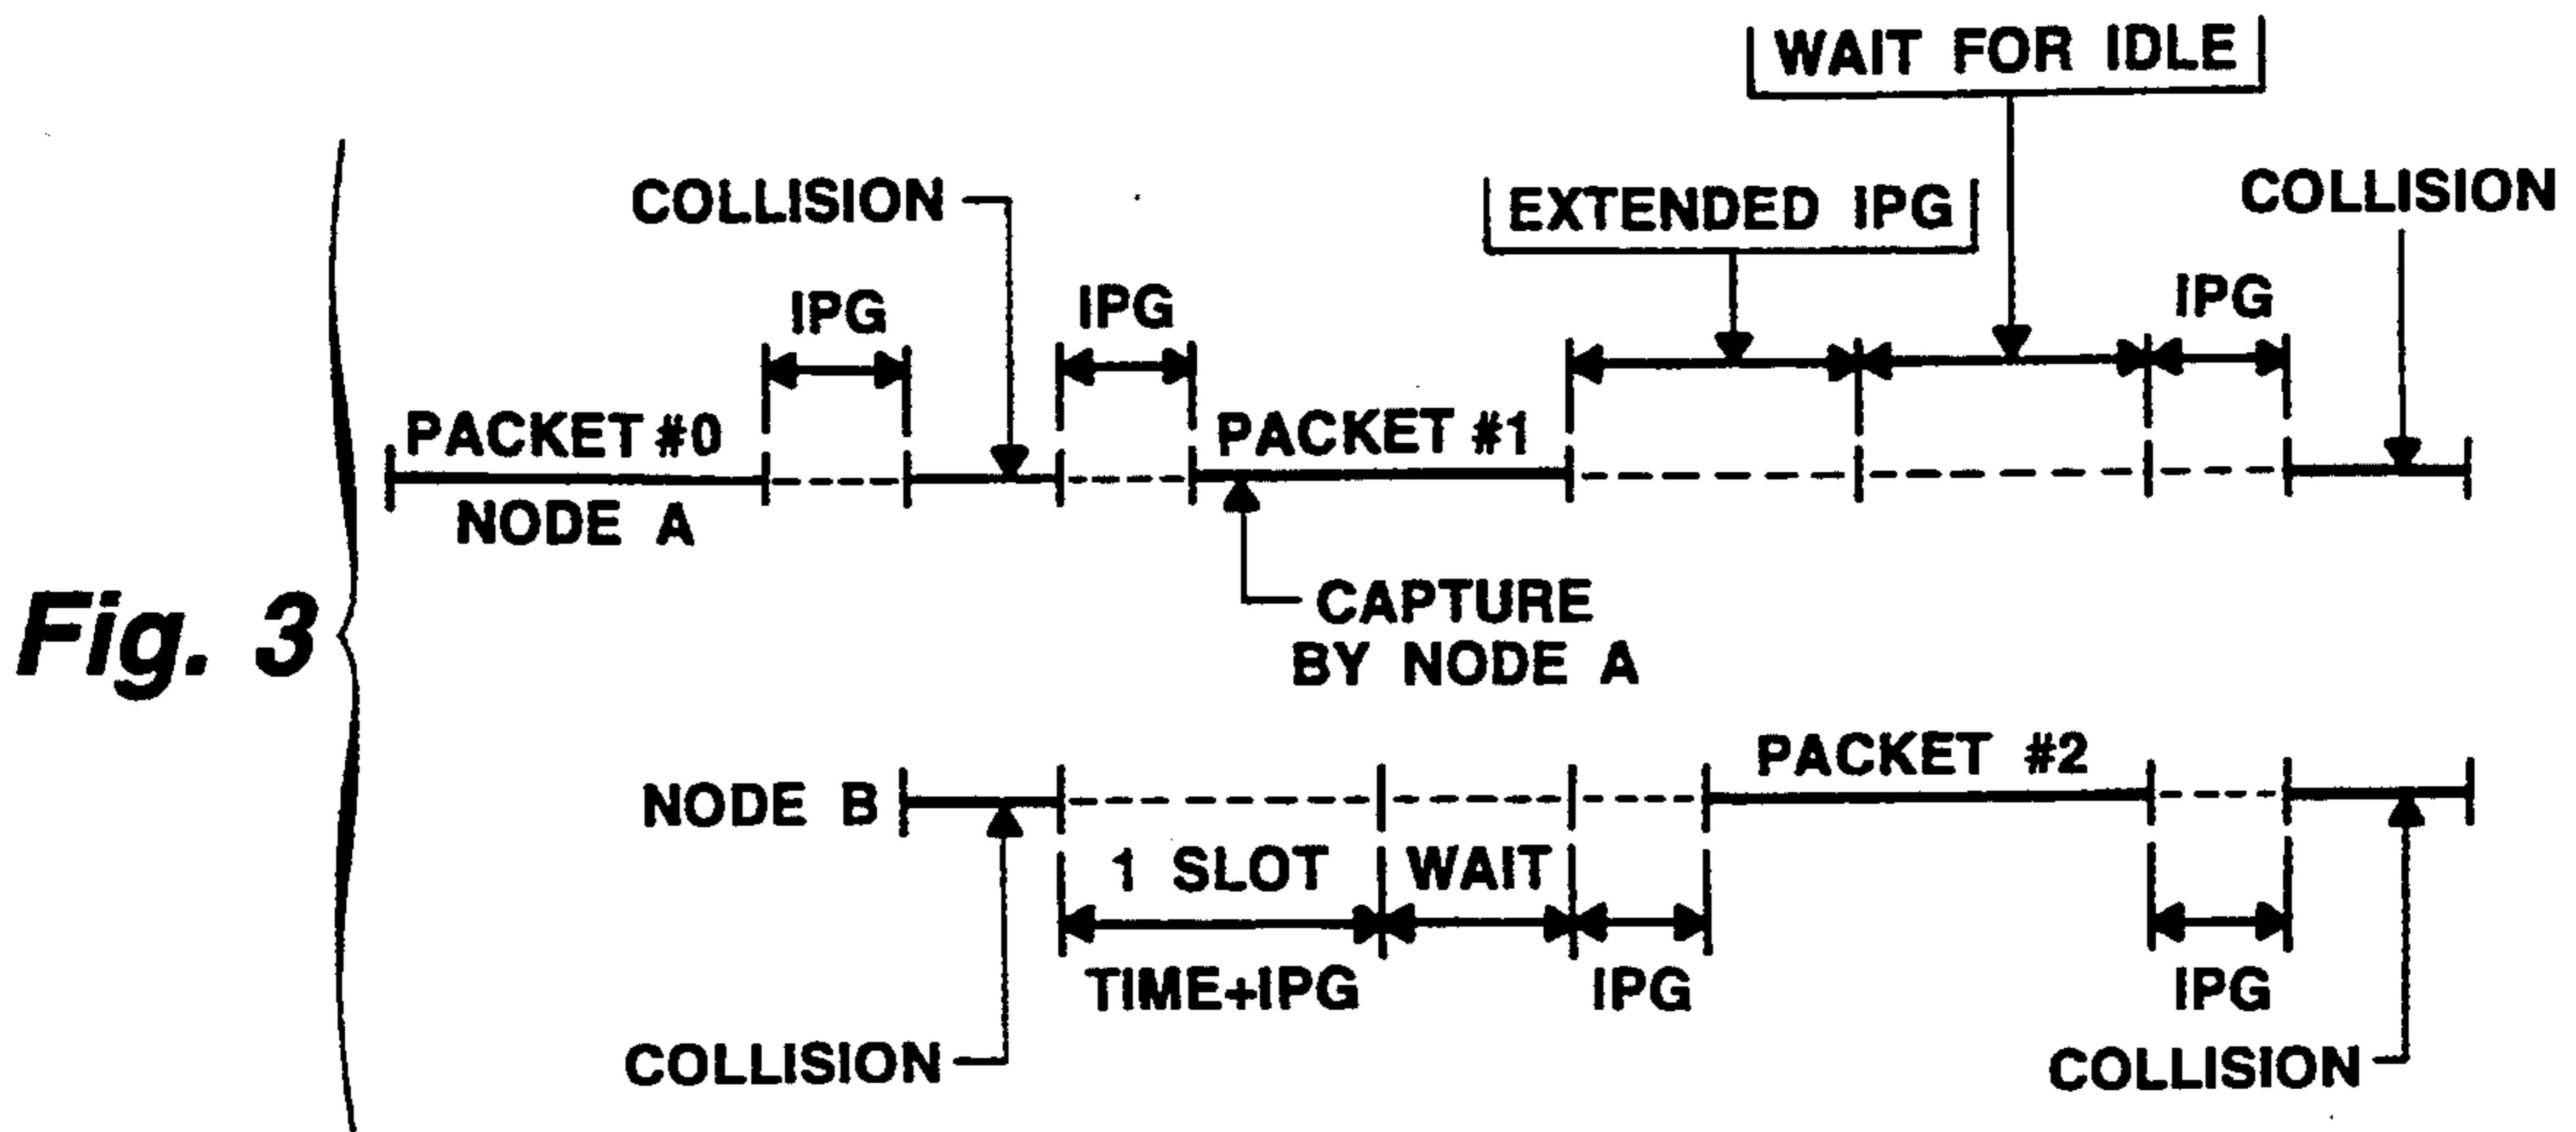 WAIT FOR IDLE
COLLISION
EXTENDED IPG
COLLISION
IPG
IPG
IPG
PACKET #0
PACKET #1
NODE A
CAPTURE
BY NODE A
Fig. 3
PACKET #2
NODE B
1 SLOT
WAIT
TIME+IPG
IPG
IPG
COLLISION
COLLISION